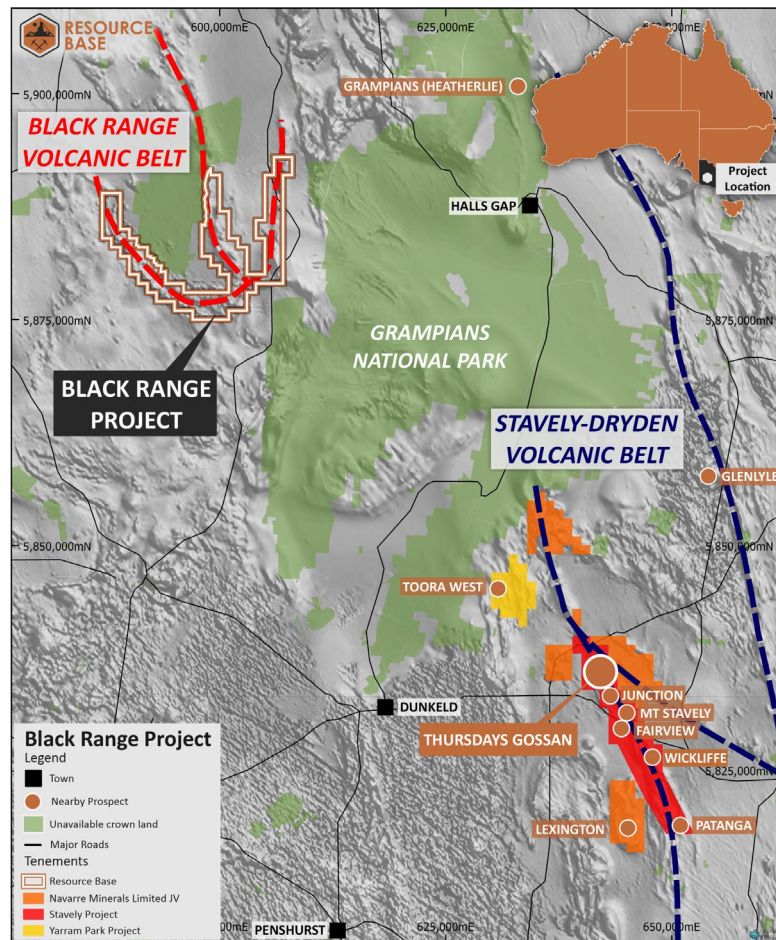 RESOURCE
BASE
600,000mE
625,000mE
5,900,000mN
GRAMPIANS (HEATHERLIE)
BLACK RANGE
VOLCANIC BELT
Project
Location
HALLS GAP
5,875,000mN
5,875,000mN
GRAMPIANS
NATIONAL PARK
BLACK RANGE
PROJECT
STAVELY-DRYDEN
VOLCANIC BELT
GLENLYLE
5,850,000mN
5,850,000mN
TOORA WEST
DUNKELD
JUNCTION
MT STAVELY
FAIRVIEW
THURSDAYS GOSSAN
WICKLIFFE
5,825,000mN
LEXINGTON
PATANGA
Black Range Project
Legend
Town
Nearby Prospect
Unavailable crown land
Major Roads
Tenements
Resource Base
Navarre Minerals Limited JV
Stavely Project
Yarram Park Project
PENSHURST
625,000mE
650,000mE